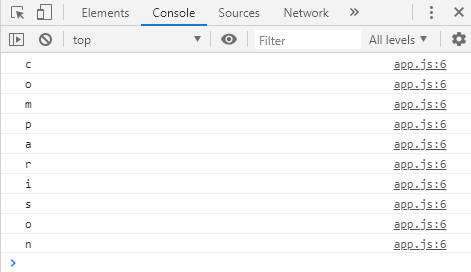 Elements Console Sources Network »
top Filter All levels
c app.js:6
o app.js:6
m app.js:6
p app.js:6
a app.js:6
r app.js:6
i app.js:6
s app.js:6
o app.js:6
n app.js:6